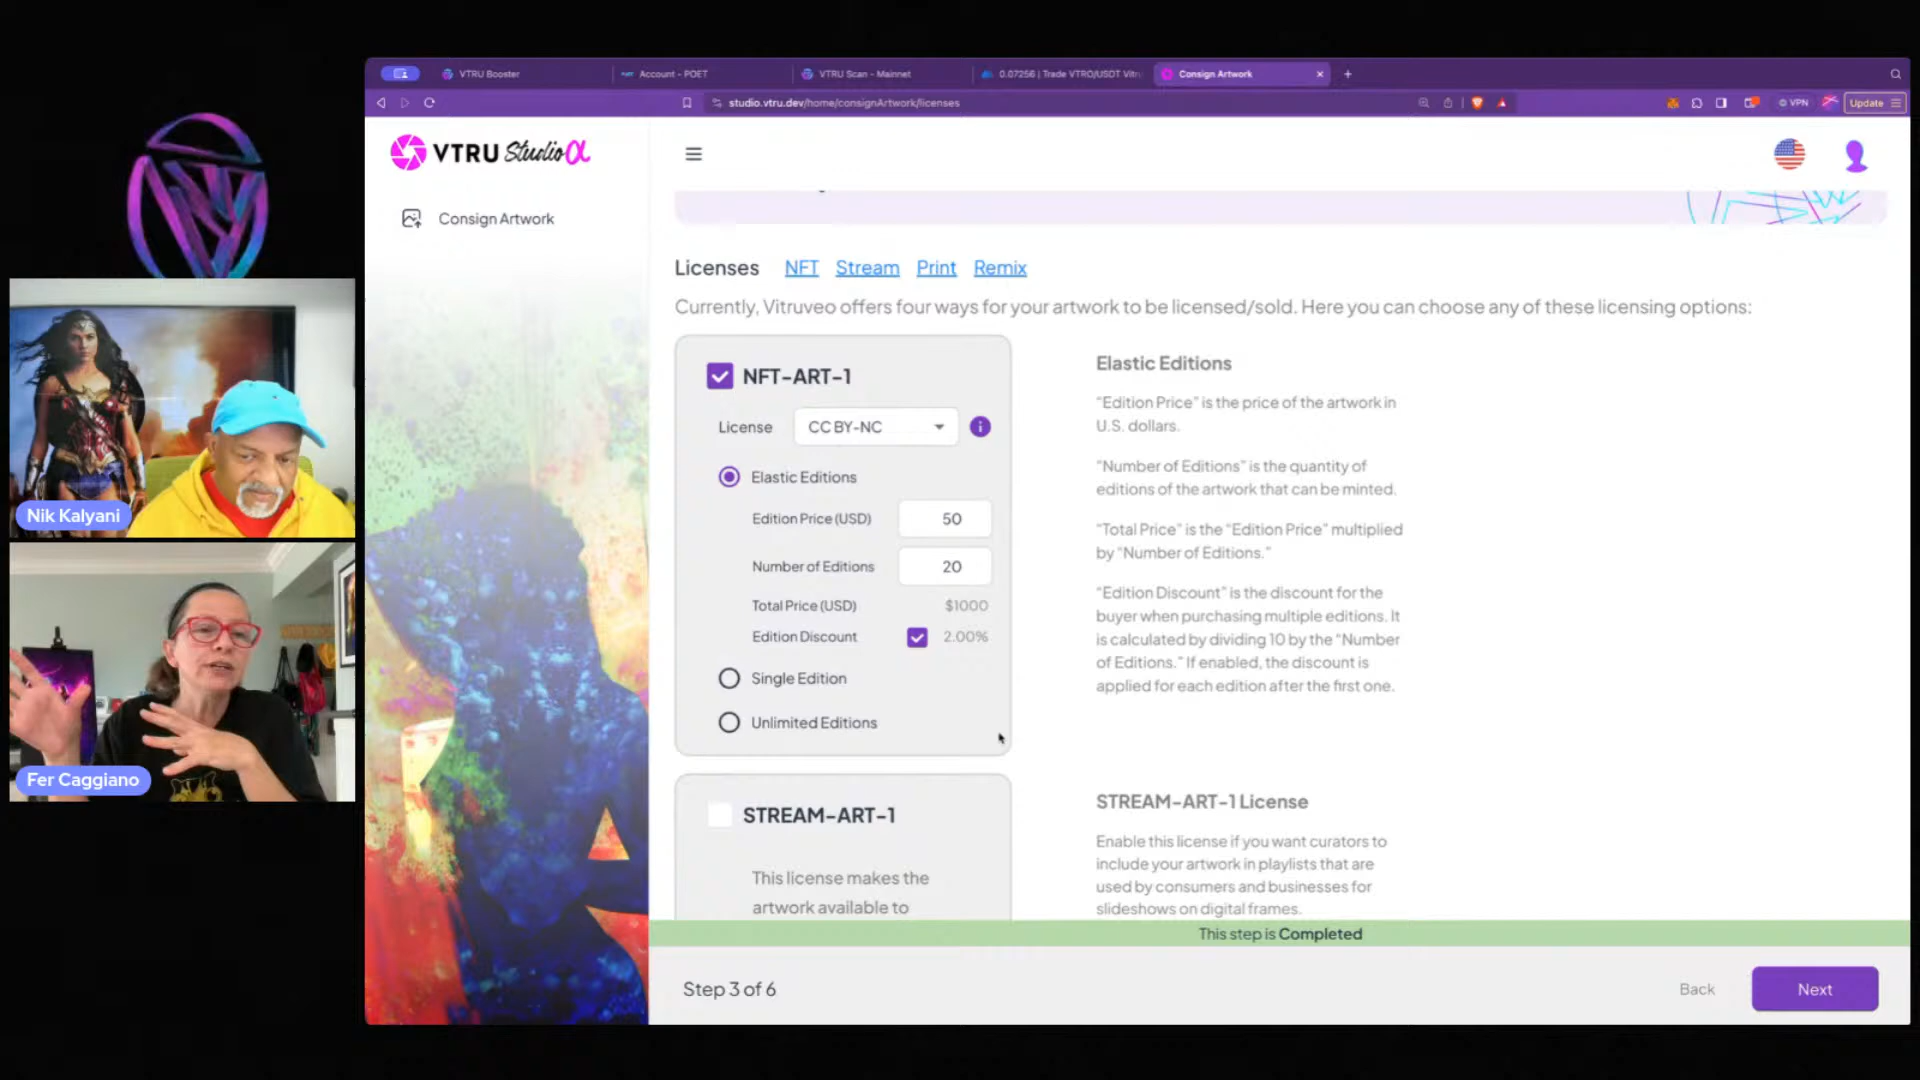 VTRU Booster
Account - POET
VTRU Scan - Mainnet
0.07256 | Trade VTRO/USDT Vitru
Consign Artwork
studio.vtru.dev/home/consignArtwork/licenses
VPN
Update
VTRU Studio α
Consign Artwork
Licenses NFT Stream Print Remix
Currently, Vitruveo offers four ways for your artwork to be licensed/sold. Here you can choose any of these licensing options:
NFT-ART-1
License CC BY-NC
Elastic Editions
Edition Price (USD) 50
Number of Editions 20
Total Price (USD) $1000
Edition Discount 2.00%
Single Edition
Unlimited Editions
Elastic Editions
“Edition Price” is the price of the artwork in
U.S. dollars.
“Number of Editions” is the quantity of
editions of the artwork that can be minted.
“Total Price” is the “Edition Price” multiplied
by “Number of Editions.”
“Edition Discount” is the discount for the
buyer when purchasing multiple editions. It
is calculated by dividing 10 by the “Number
of Editions.” If enabled, the discount is
applied for each edition after the first one.
STREAM-ART-1
This license makes the
artwork available to
STREAM-ART-1 License
Enable this license if you want curators to
include your artwork in playlists that are
used by consumers and businesses for
slideshows on digital frames.
This step is Completed
Step 3 of 6
Back
Next
Nik Kalyani
Fer Caggiano